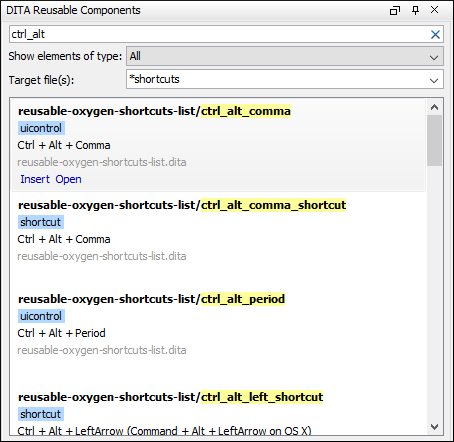 DITA Reusable Components
ctrl_alt
Show elements of type: All
Target file(s): *shortcuts
reusable-oxygen-shortcuts-list/ctrl_alt_comma
uicontrol
Ctrl + Alt + Comma
reusable-oxygen-shortcuts-list.dita
Insert Open
reusable-oxygen-shortcuts-list/ctrl_alt_comma_shortcut
shortcut
Ctrl + Alt + Comma
reusable-oxygen-shortcuts-list.dita
reusable-oxygen-shortcuts-list/ctrl_alt_period
uicontrol
Ctrl + Alt + Period
reusable-oxygen-shortcuts-list.dita
reusable-oxygen-shortcuts-list/ctrl_alt_left_shortcut
shortcut
Ctrl + Alt + LeftArrow (Command + Alt + LeftArrow on OS X)